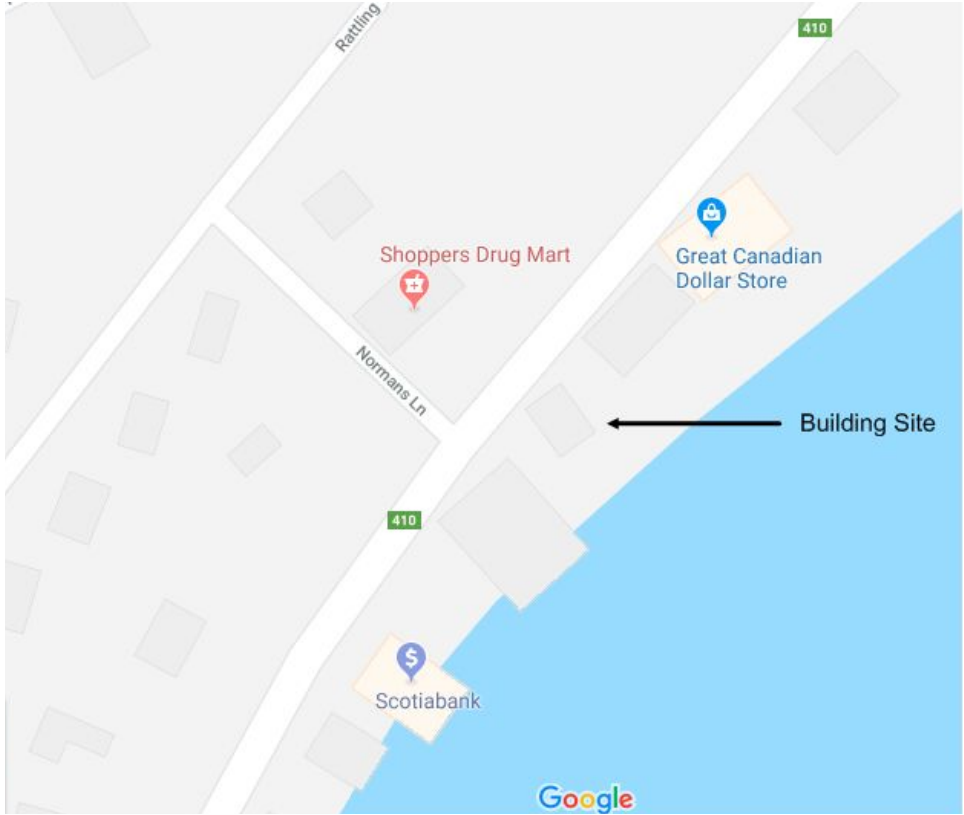 Rattling
410
Shoppers Drug Mart
Great Canadian
Dollar Store
Normans Ln
Building Site
410
Scotiabank
Google